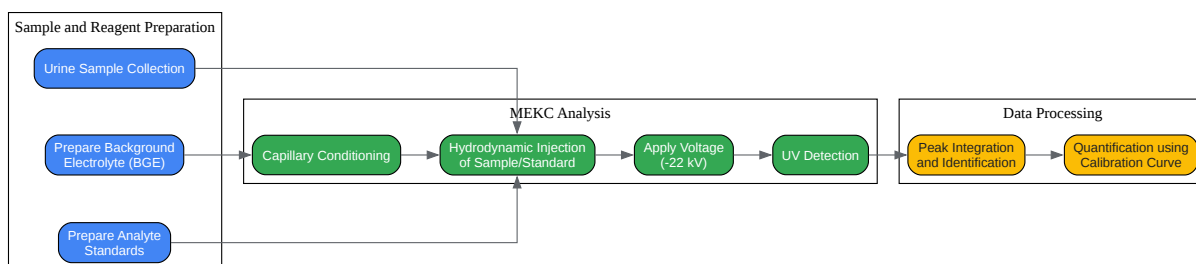 Sample and Reagent Preparation
Urine Sample Collection
Prepare Background
Electrolyte (BGE)
Prepare Analyte
Standards
MEKC Analysis
Capillary Conditioning
Hydrodynamic Injection
of Sample/Standard
Apply Voltage
(-22 kV)
UV Detection
Data Processing
Peak Integration
and Identification
Quantification using
Calibration Curve